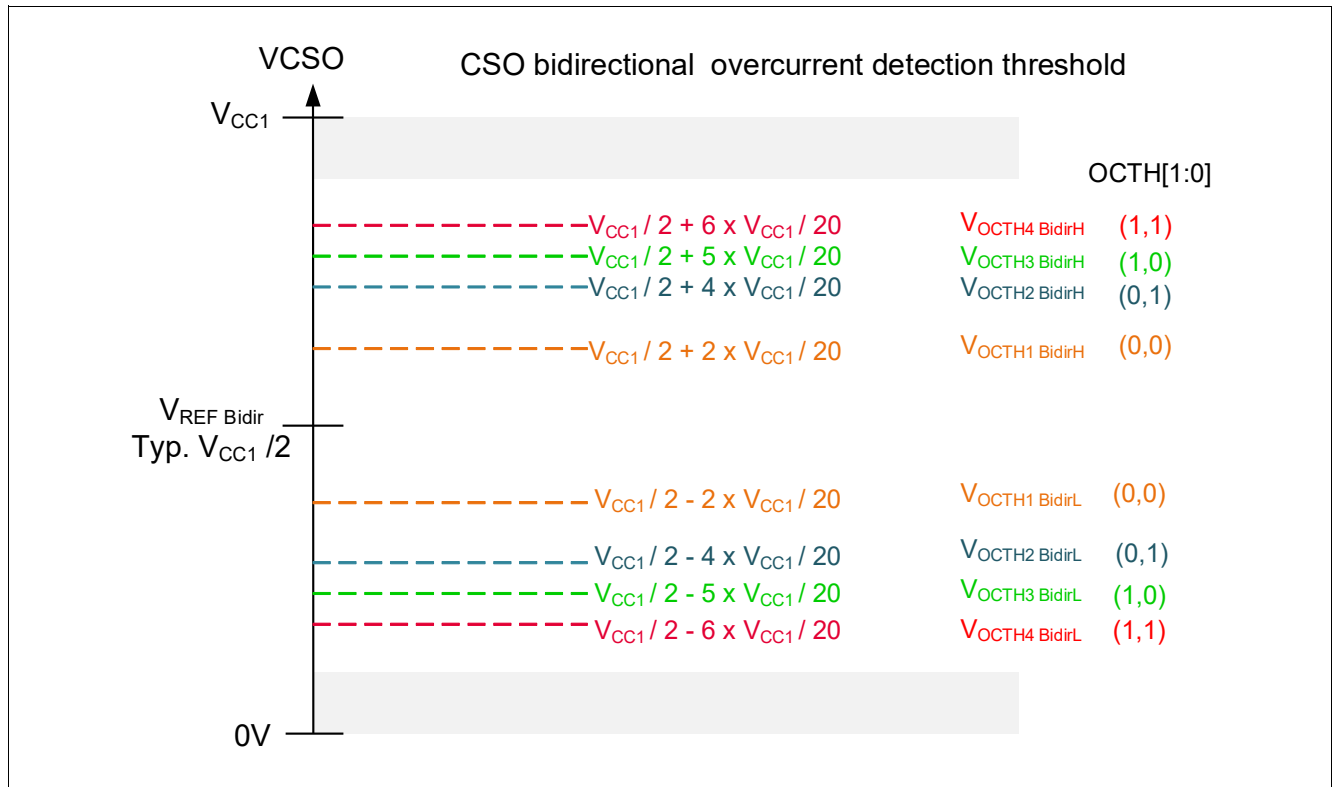 VCSO CSO bidirectional overcurrent detection threshold
VCC1
OCTH[1:0]
VCC1 / 2 + 6 x VCC1 / 20 VOCTH4 BidirH (1,1)
VCC1 / 2 + 5 x VCC1 / 20 VOCTH3 BidirH (1,0)
VCC1 / 2 + 4 x VCC1 / 20 VOCTH2 BidirH (0,1)
VCC1 / 2 + 2 x VCC1 / 20 VOCTH1 BidirH (0,0)
VREF Bidir
Typ. VCC1 /2
VCC1 / 2 - 2 x VCC1 / 20 VOCTH1 BidirL (0,0)
VCC1 / 2 - 4 x VCC1 / 20 VOCTH2 BidirL (0,1)
VCC1 / 2 - 5 x VCC1 / 20 VOCTH3 BidirL (1,0)
VCC1 / 2 - 6 x VCC1 / 20 VOCTH4 BidirL (1,1)
0V